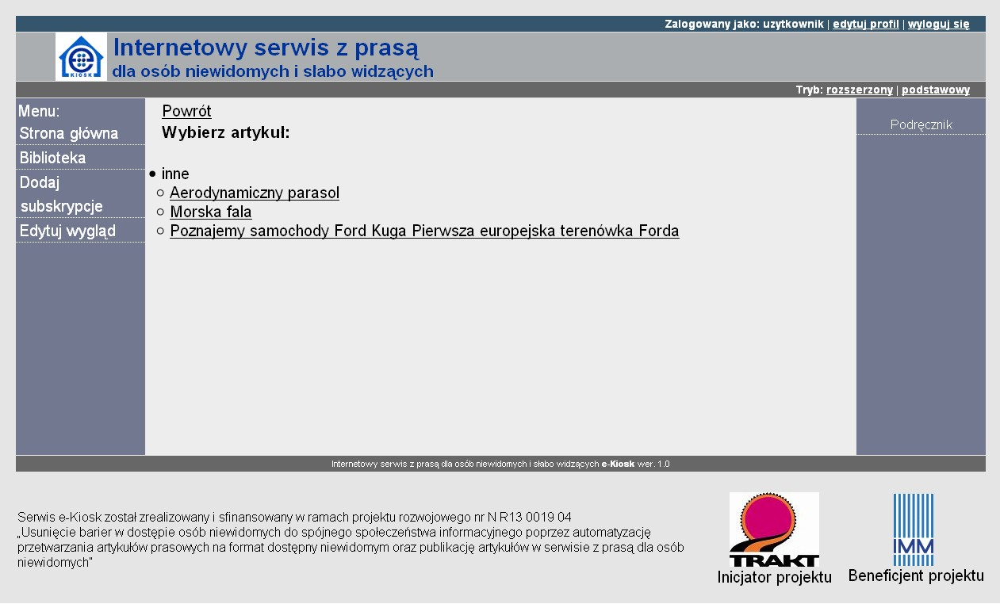 Zalogowany jako: uzytkownik | edytuj profil | wyloguj się
KIOSK
Internetowy serwis z prasą
dla osób niewidomych i slabo widzących
Tryb: rozszerzony | podstawowy
Menu:
Strona główna
Biblioteka
Dodaj
subskrypcje
Edytuj wygląd
Powrót
Wybierz artykuł:
• inne
○ Aerodynamiczny parasol
○ Morska fala
○ Poznajemy samochody Ford Kuga Pierwsza europejska terenówka Forda
Podręcznik
Internetowy serwis z prasą dla osób niewidomych i słabo widzących e-Kiosk wer. 1.0
Serwis e-Kiosk został zrealizowany i sfinansowany w ramach projektu rozwojowego nr N R13 0019 04
„Usunięcie barier w dostępie osób niewidomych do spójnego społeczeństwa informacyjnego poprzez automatyzację
przetwarzania artykułów prasowych na format dostępny niewidomym oraz publikację artykułów w serwisie z prasą dla osób
niewidomych”
TRAKT
Inicjator projektu
IMM
Beneficjent projektu